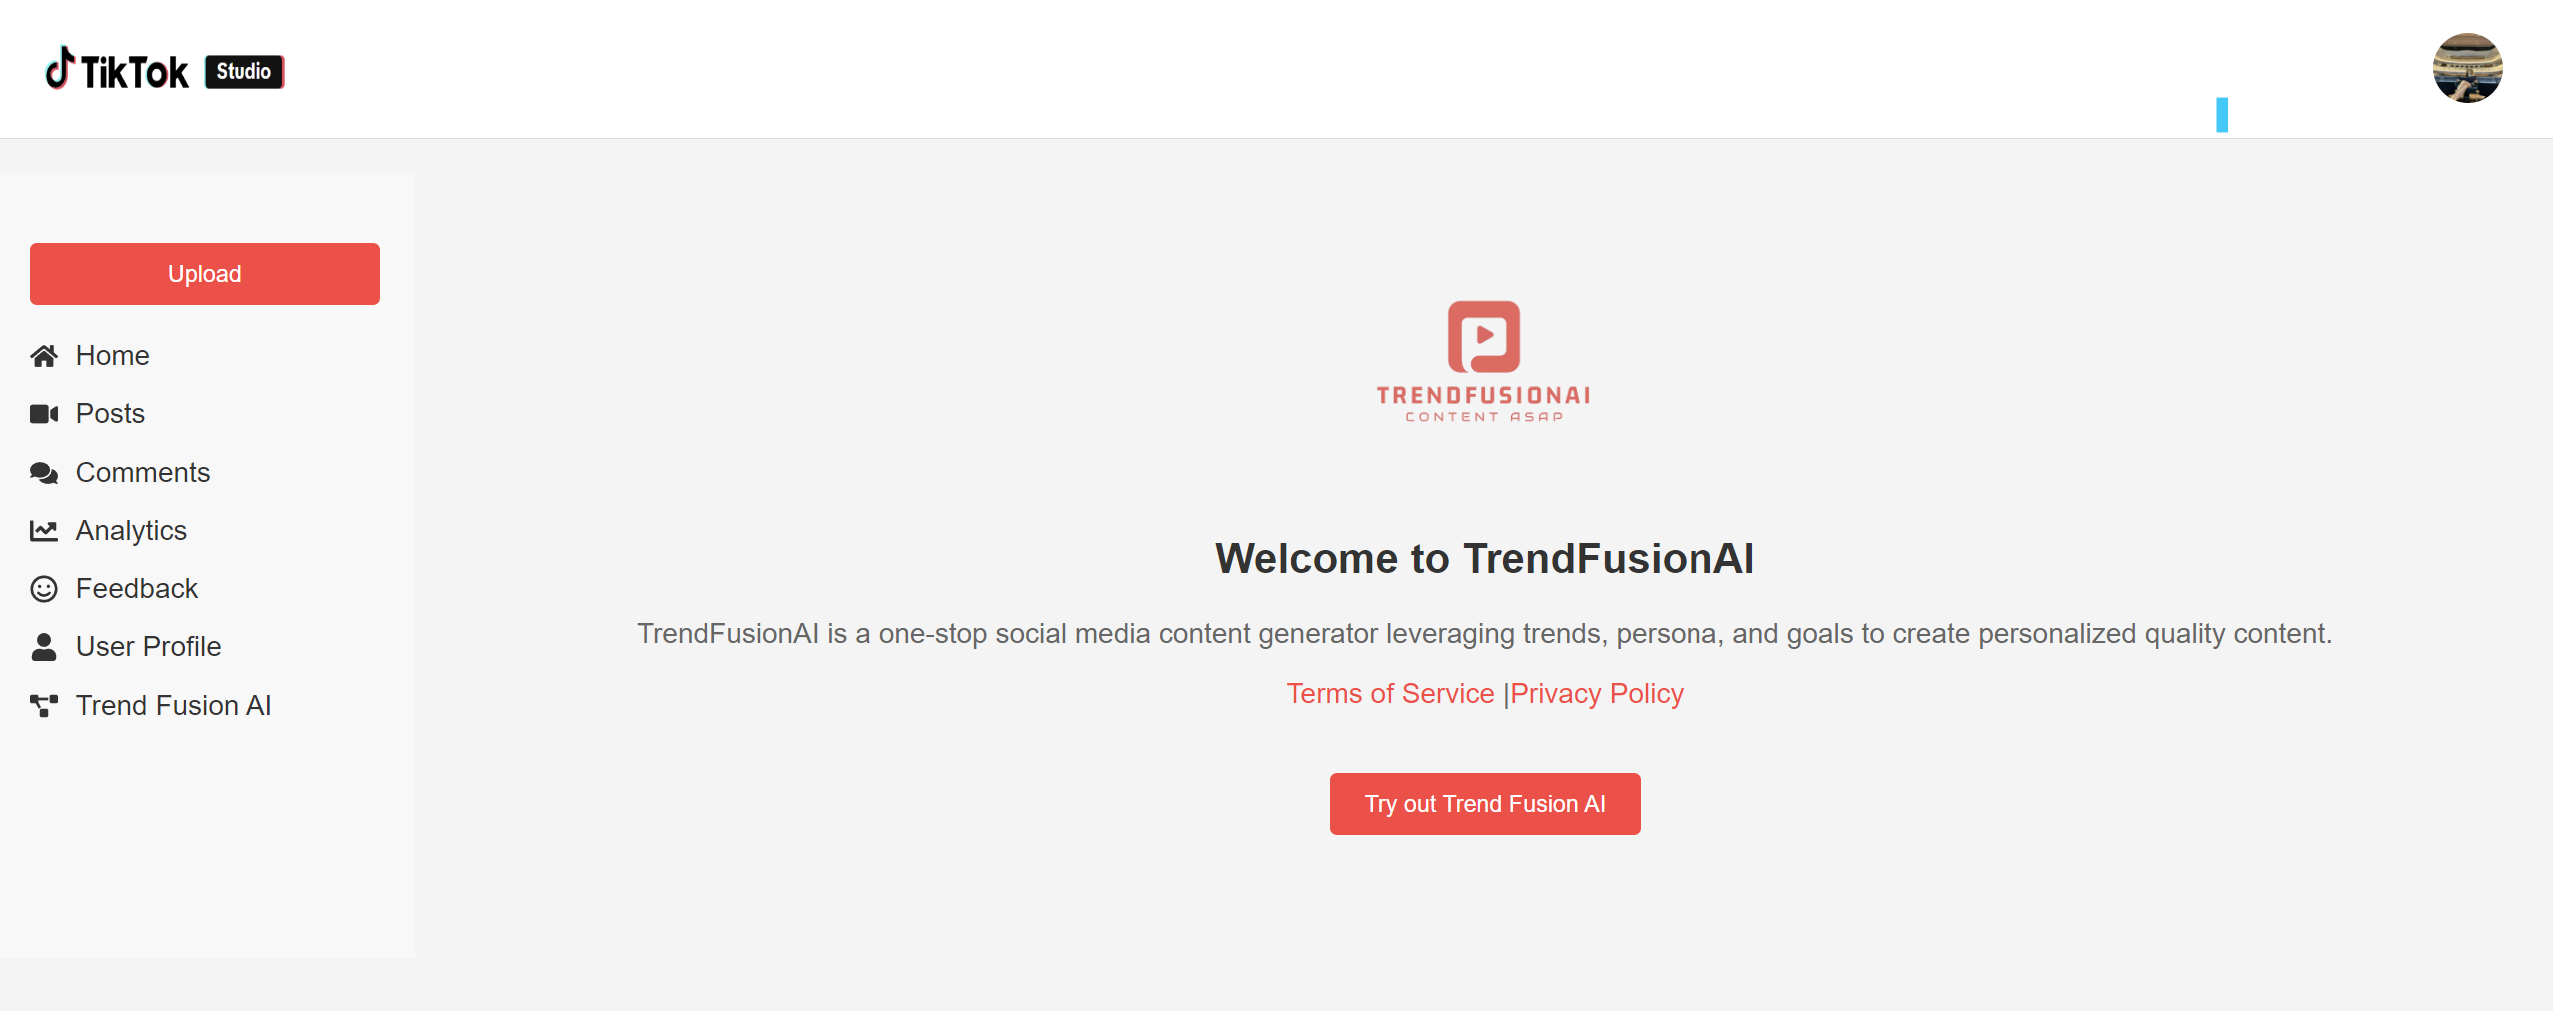 TikTok Studio
Upload
Home
Posts
Comments
Analytics
Feedback
User Profile
Trend Fusion AI
TRENDFUSIONAI
CONTENT ASAP
Welcome to TrendFusionAI
TrendFusionAI is a one-stop social media content generator leveraging trends, persona, and goals to create personalized quality content.
Terms of Service |Privacy Policy
Try out Trend Fusion AI